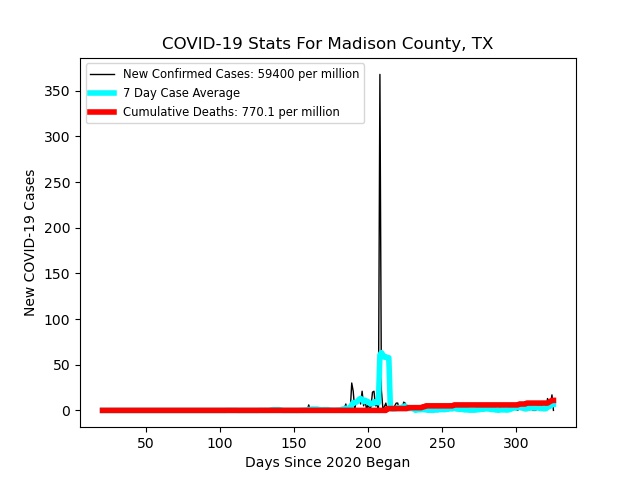 COVID-19 Stats For Madison County, TX
New Confirmed Cases: 59400 per million
7 Day Case Average
Cumulative Deaths: 770.1 per million
New COVID-19 Cases
350
300
250
200
150
100
50
0
50
100
150
200
250
300
Days Since 2020 Began